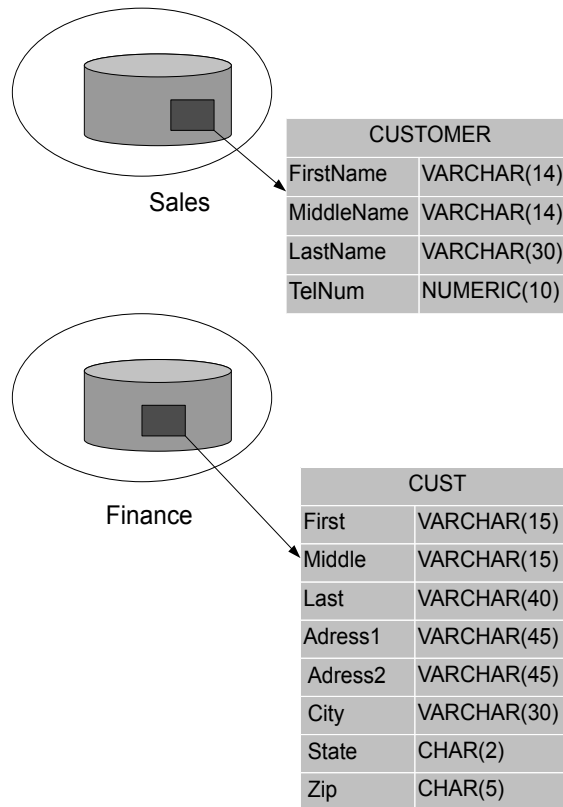 Sales
CUSTOMER
FirstName VARCHAR(14)
MiddleName VARCHAR(14)
LastName VARCHAR(30)
TelNum NUMERIC(10)
Finance
CUST
First VARCHAR(15)
Middle VARCHAR(15)
Last VARCHAR(40)
Adress1 VARCHAR(45)
Adress2 VARCHAR(45)
City VARCHAR(30)
State CHAR(2)
Zip CHAR(5)